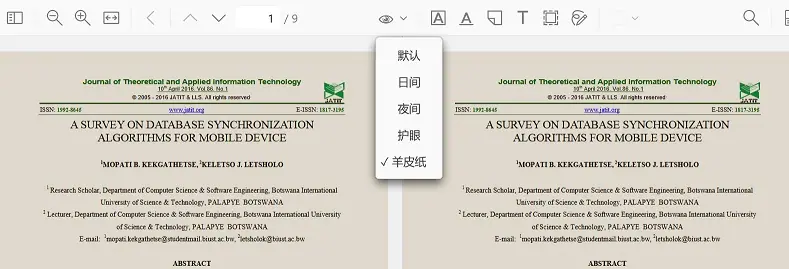 1 / 9
默认
日间
夜间
护眼
✓ 羊皮纸
Journal of Theoretical and Applied Information Technology
10th April 2016. Vol.86. No.1
© 2005 - 2016 JATIT & LLS. All rights reserved
JATIT
ISSN: 1992-8645 www.jatit.org E-ISSN: 1817-3195
A SURVEY ON DATABASE SYNCHRONIZATION
ALGORITHMS FOR MOBILE DEVICE
1MOPATI B. KEKGATHETSE, 2KELETSO J. LETSHOLO
1 Research Scholar, Department of Computer Science & Software Engineering, Botswana International
University of Science & Technology, PALAPYE BOTSWANA
2 Lecturer, Department of Computer Science & Software Engineering, Botswana International University
of Science & Technology, PALAPYE BOTSWANA
E-mail: 1mopati.kekgathetse@studentmail.biust.ac.bw, 2letsholok@biust.ac.bw
ABSTRACT
Journal of Theoretical and Applied Information Technology
10th April 2016. Vol.86. No.1
© 2005 - 2016 JATIT & LLS. All rights reserved
JATIT
ISSN: 1992-8645 www.jatit.org E-ISSN: 1817-3195
A SURVEY ON DATABASE SYNCHRONIZATION
ALGORITHMS FOR MOBILE DEVICE
1MOPATI B. KEKGATHETSE, 2KELETSO J. LETSHOLO
1 Research Scholar, Department of Computer Science & Software Engineering, Botswana International
University of Science & Technology, PALAPYE BOTSWANA
2 Lecturer, Department of Computer Science & Software Engineering, Botswana International University
of Science & Technology, PALAPYE BOTSWANA
E-mail: 1mopati.kekgathetse@studentmail.biust.ac.bw, 2letsholok@biust.ac.bw
ABSTRACT